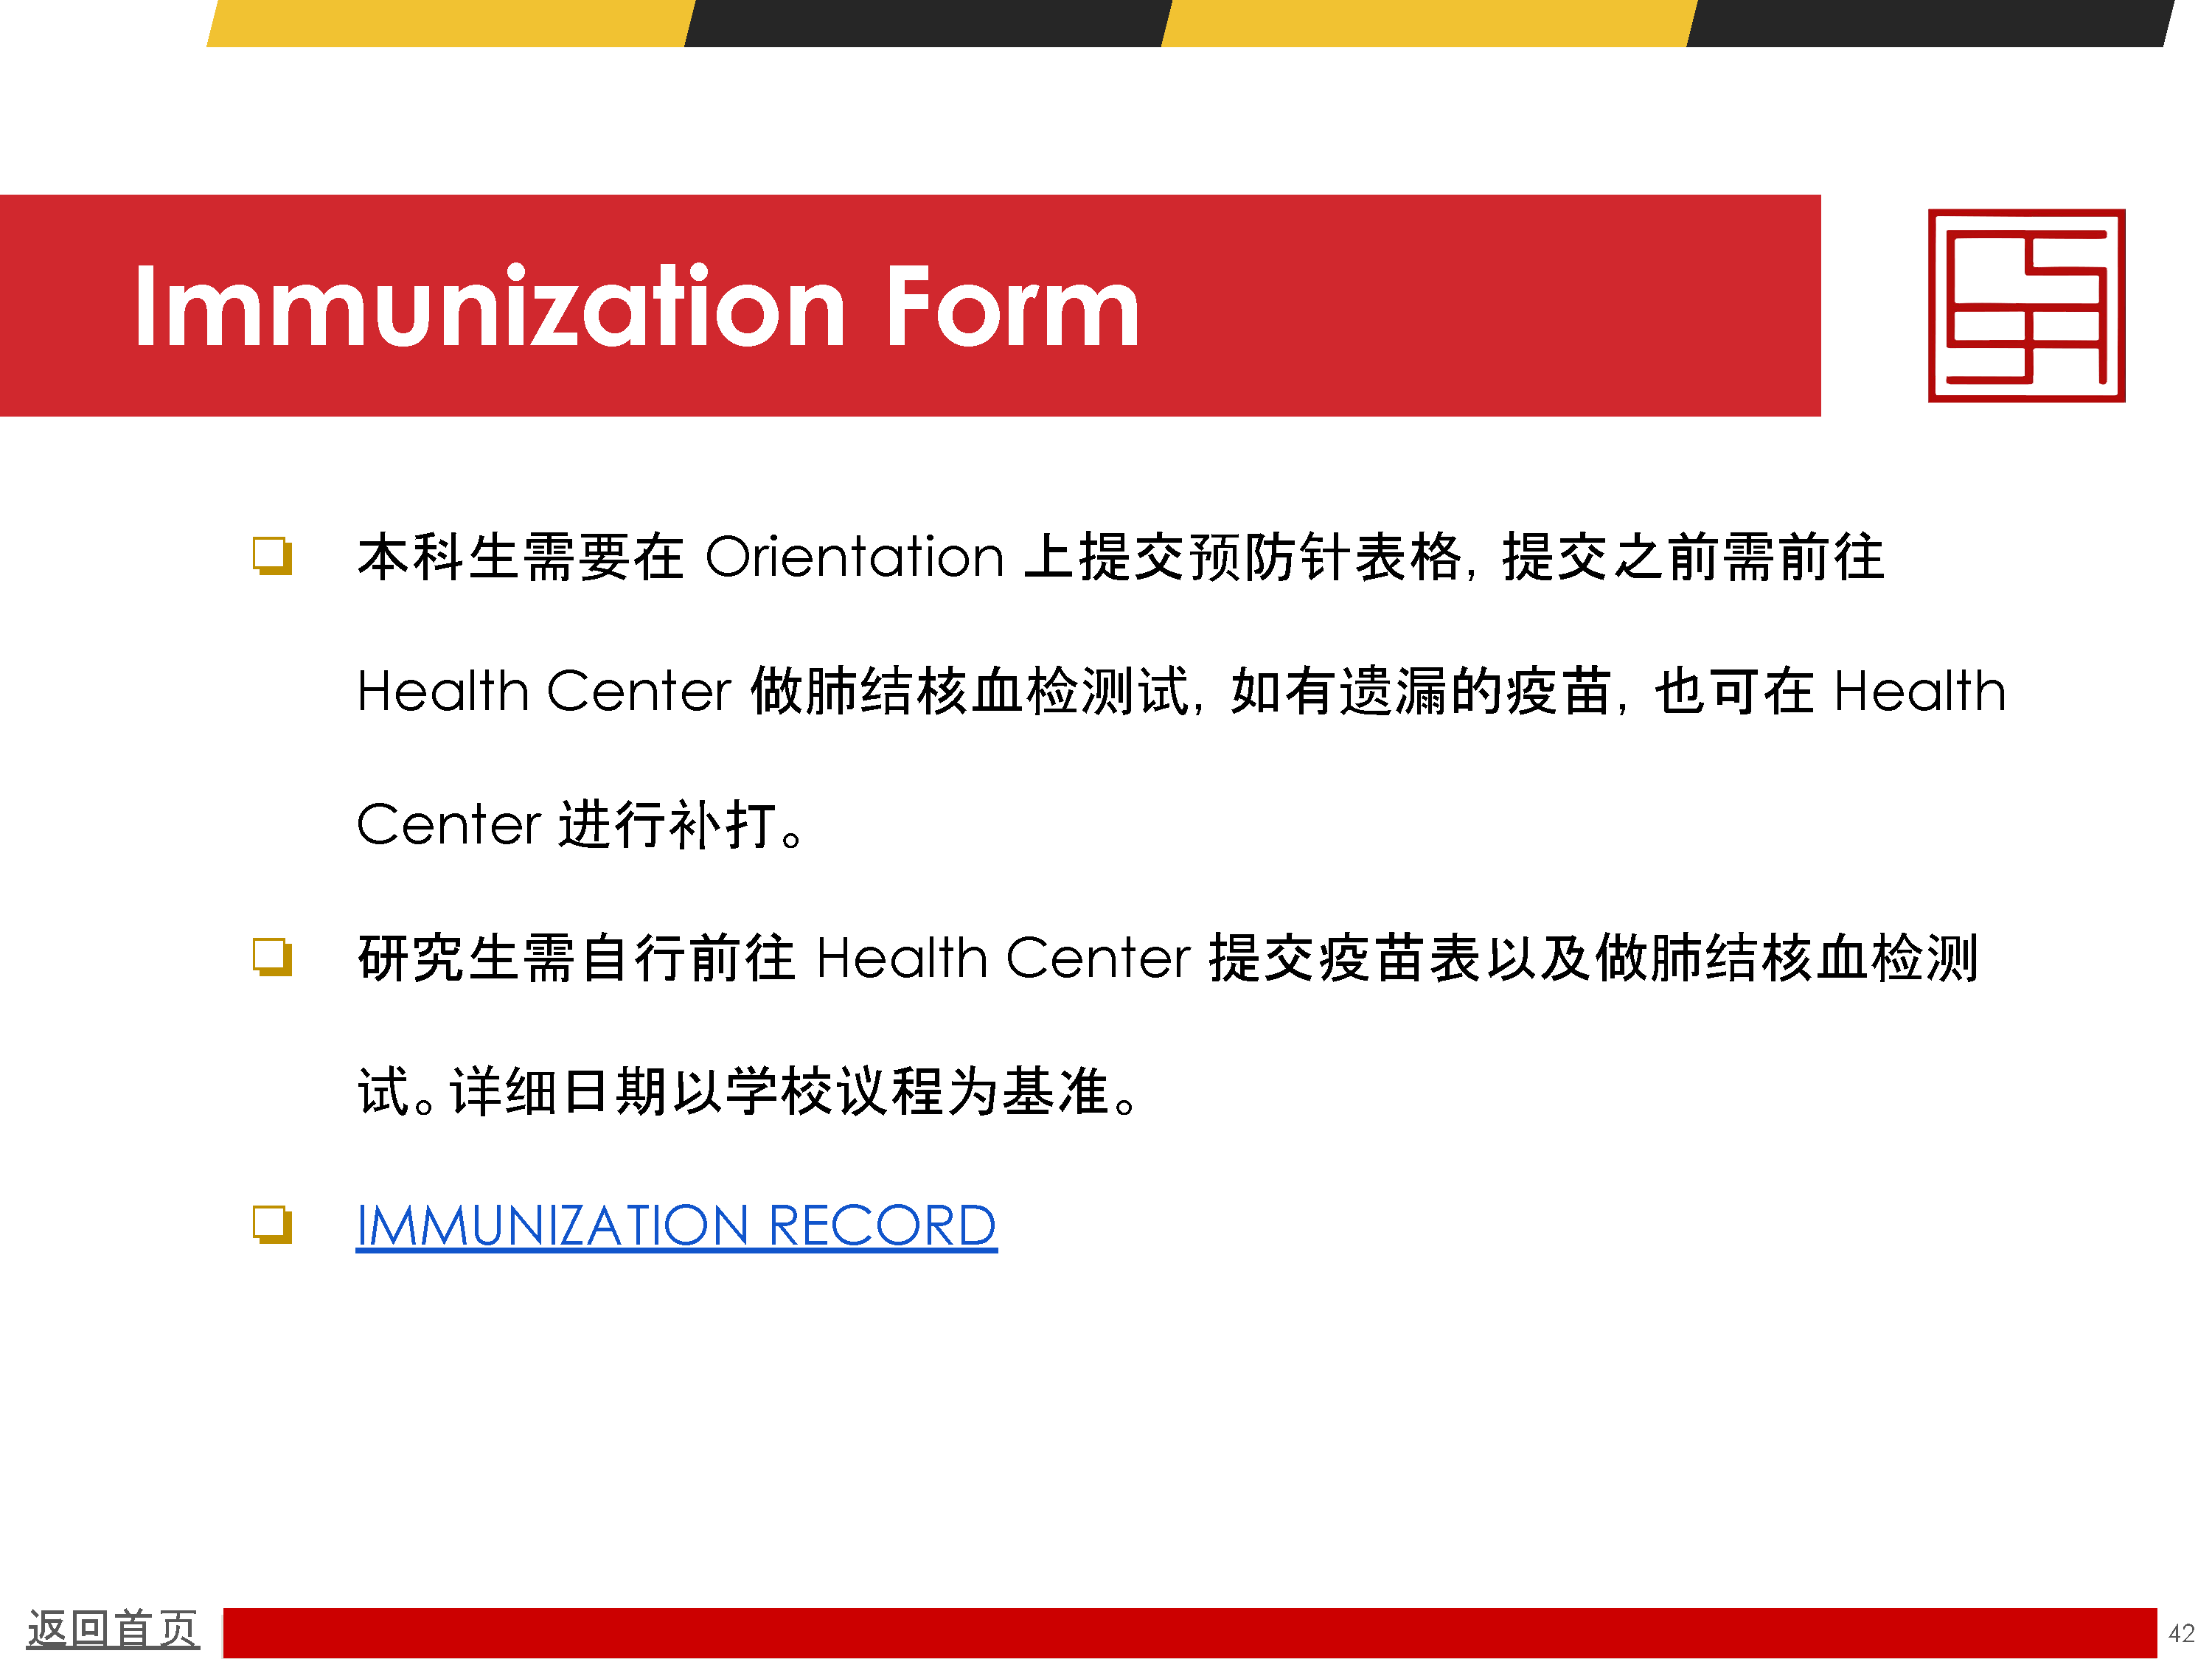 Immunization Form
本科生需要在 Orientation 上提交预防针表格，提交之前需前往
Health Center 做肺结核血检测试，如有遗漏的疫苗，也可在 Health
Center 进行补打。
研究生需自行前往 Health Center 提交疫苗表以及做肺结核血检测
试。详细日期以学校议程为基准。
IMMUNIZATION RECORD
返回首页
42